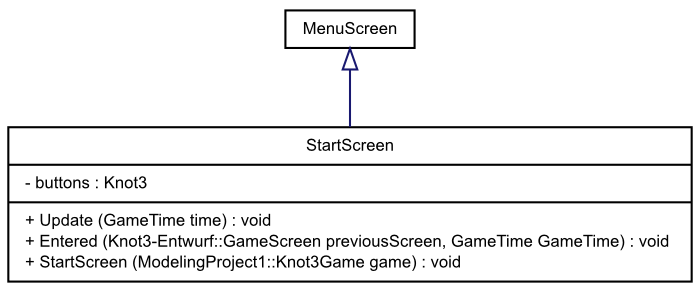 MenuScreen
StartScreen
- buttons : Knot3
+ Update (GameTime time) : void
+ Entered (Knot3-Entwurf::GameScreen previousScreen, GameTime GameTime) : void
+ StartScreen (ModelingProject1::Knot3Game game) : void